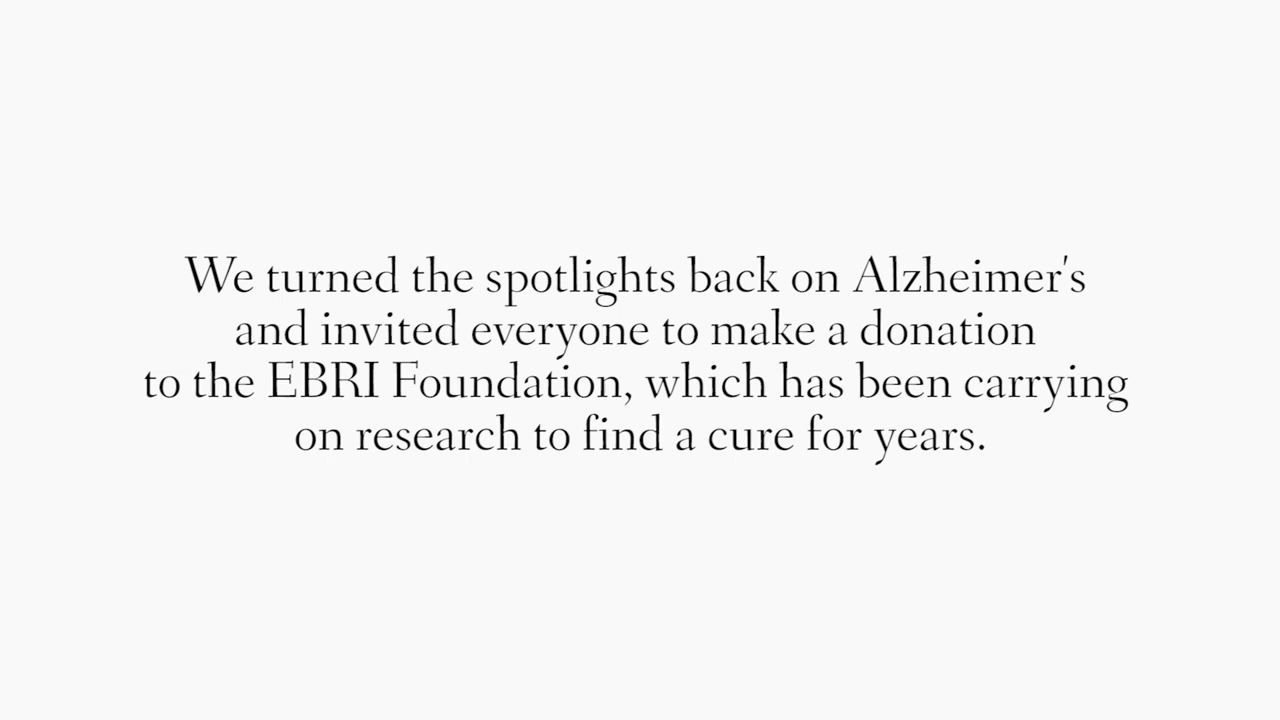 We turned the spotlights back on Alzheimer's
and invited everyone to make a donation
to the EBRI Foundation, which has been carrying
on research to find a cure for years.